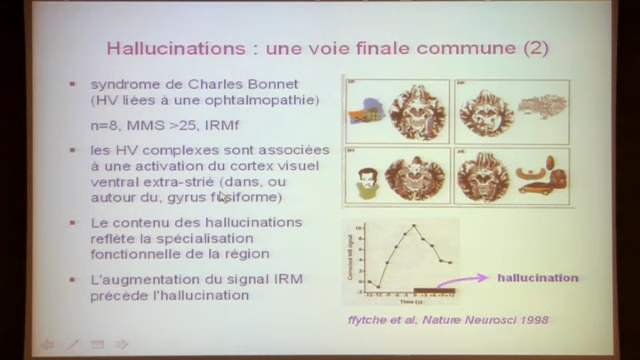 Hallucinations : une voie finale commune (2)
syndrome de Charles Bonnet
(HV liées à une ophtalmopathie)
n=8, MMS >25, IRMf
les HV complexes sont associées
à une activation du cortex visuel
ventral extra-strié (dans, ou
autour du, gyrus fusiforme)
Le contenu des hallucinations
reflète la spécialisation
fonctionnelle de la région
L'augmentation du signal IRM
précède l'hallucination
hallucination
Time (s)
ffytche et al, Nature Neurosci 1998